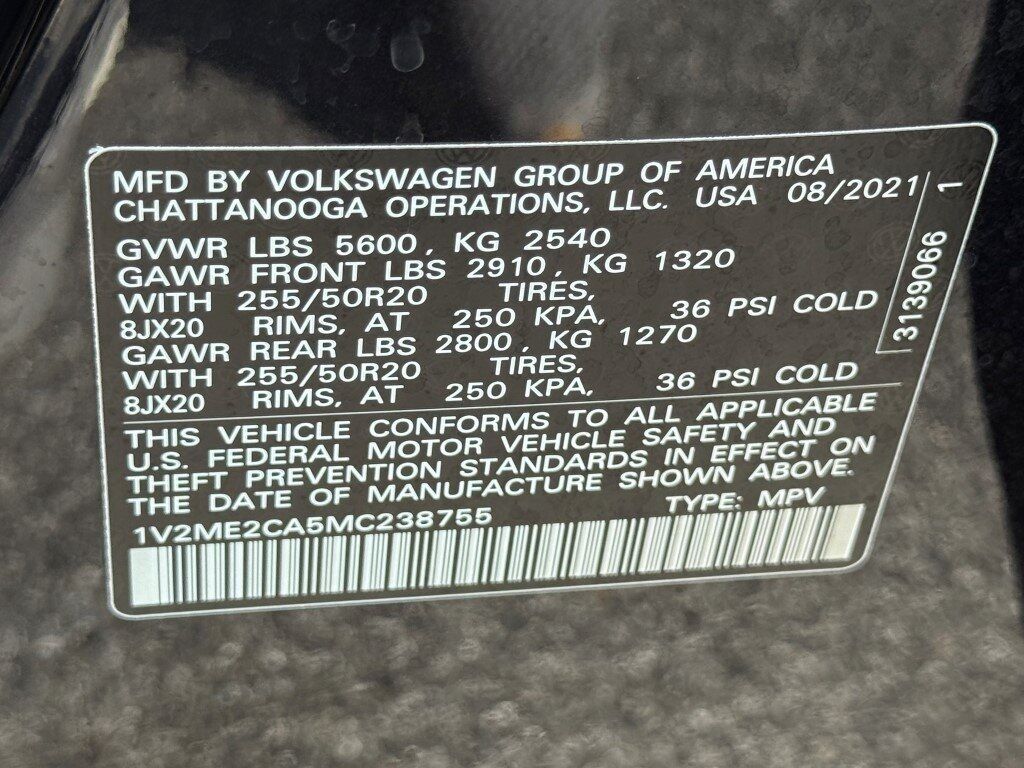 MFD BY VOLKSWAGEN GROUP OF AMERICA
CHATTANOOGA OPERATIONS, LLC. USA 08/2021
GVWR LBS 5600, KG 2540
GAWR FRONT LBS 2910, KG 1320
WITH 255/50R20 TIRES,
8JX20 RIMS, AT 250 KPA, 36 PSI COLD
GAWR REAR LBS 2800, KG 1270
WITH 255/50R20 TIRES,
8JX20 RIMS, AT 250 KPA, 36 PSI COLD
3139066 1
THIS VEHICLE CONFORMS TO ALL APPLICABLE
U.S. FEDERAL MOTOR VEHICLE SAFETY AND
THEFT PREVENTION STANDARDS IN EFFECT ON
THE DATE OF MANUFACTURE SHOWN ABOVE.
1V2ME2CA5MC238755 TYPE: MPV